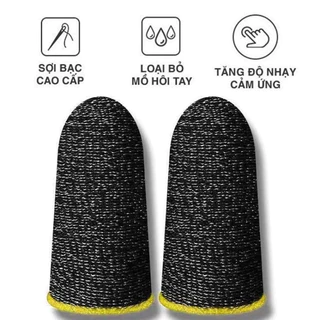 SỢI BẠC
CAO CẤP
LOẠI BỎ
MỒ HÔI TAY
TĂNG ĐỘ NHẠY
CẢM ỨNG